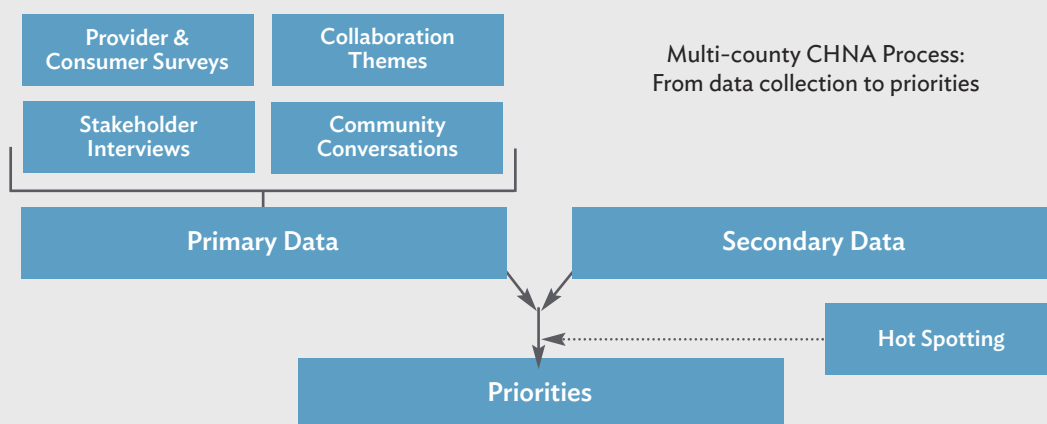 Provider &
Consumer Surveys
Collaboration
Themes
Multi-county CHNA Process:
From data collection to priorities
Stakeholder
Interviews
Community
Conversations
Primary Data
Secondary Data
Hot Spotting
Priorities